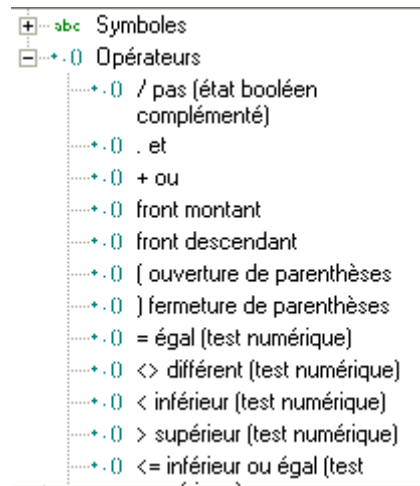 abc Symboles
Opérateurs
/ pas (état booléen
complémenté)
. et
+ ou
front montant
front descendant
( ouverture de parenthèses
) fermeture de parenthèses
= égal (test numérique)
<> différent (test numérique)
< inférieur (test numérique)
> supérieur (test numérique)
<= inférieur ou égal (test